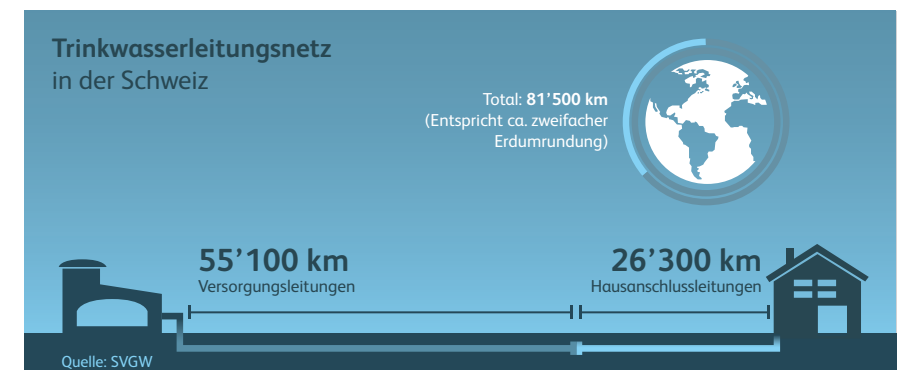 Trinkwasserleitungsnetz
in der Schweiz
Total: 81’500 km
(Entspricht ca. zweifacher
Erdumrundung)
55’100 km
Versorgungsleitungen
26’300 km
Hausanschlussleitungen
Quelle: SVGW